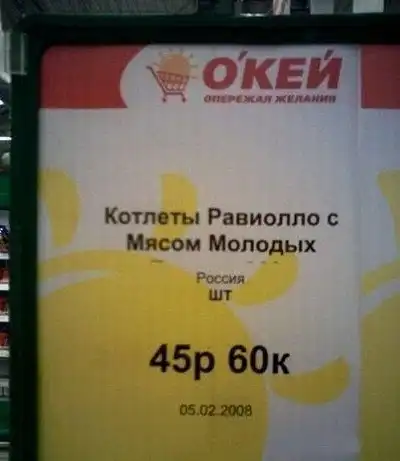 О'КЕЙ
ОПЕРЕЖАЯ ЖЕЛАНИЯ
Котлеты Равиолло с
Мясом Молодых
Россия
шт
45р 60к
05.02.2008